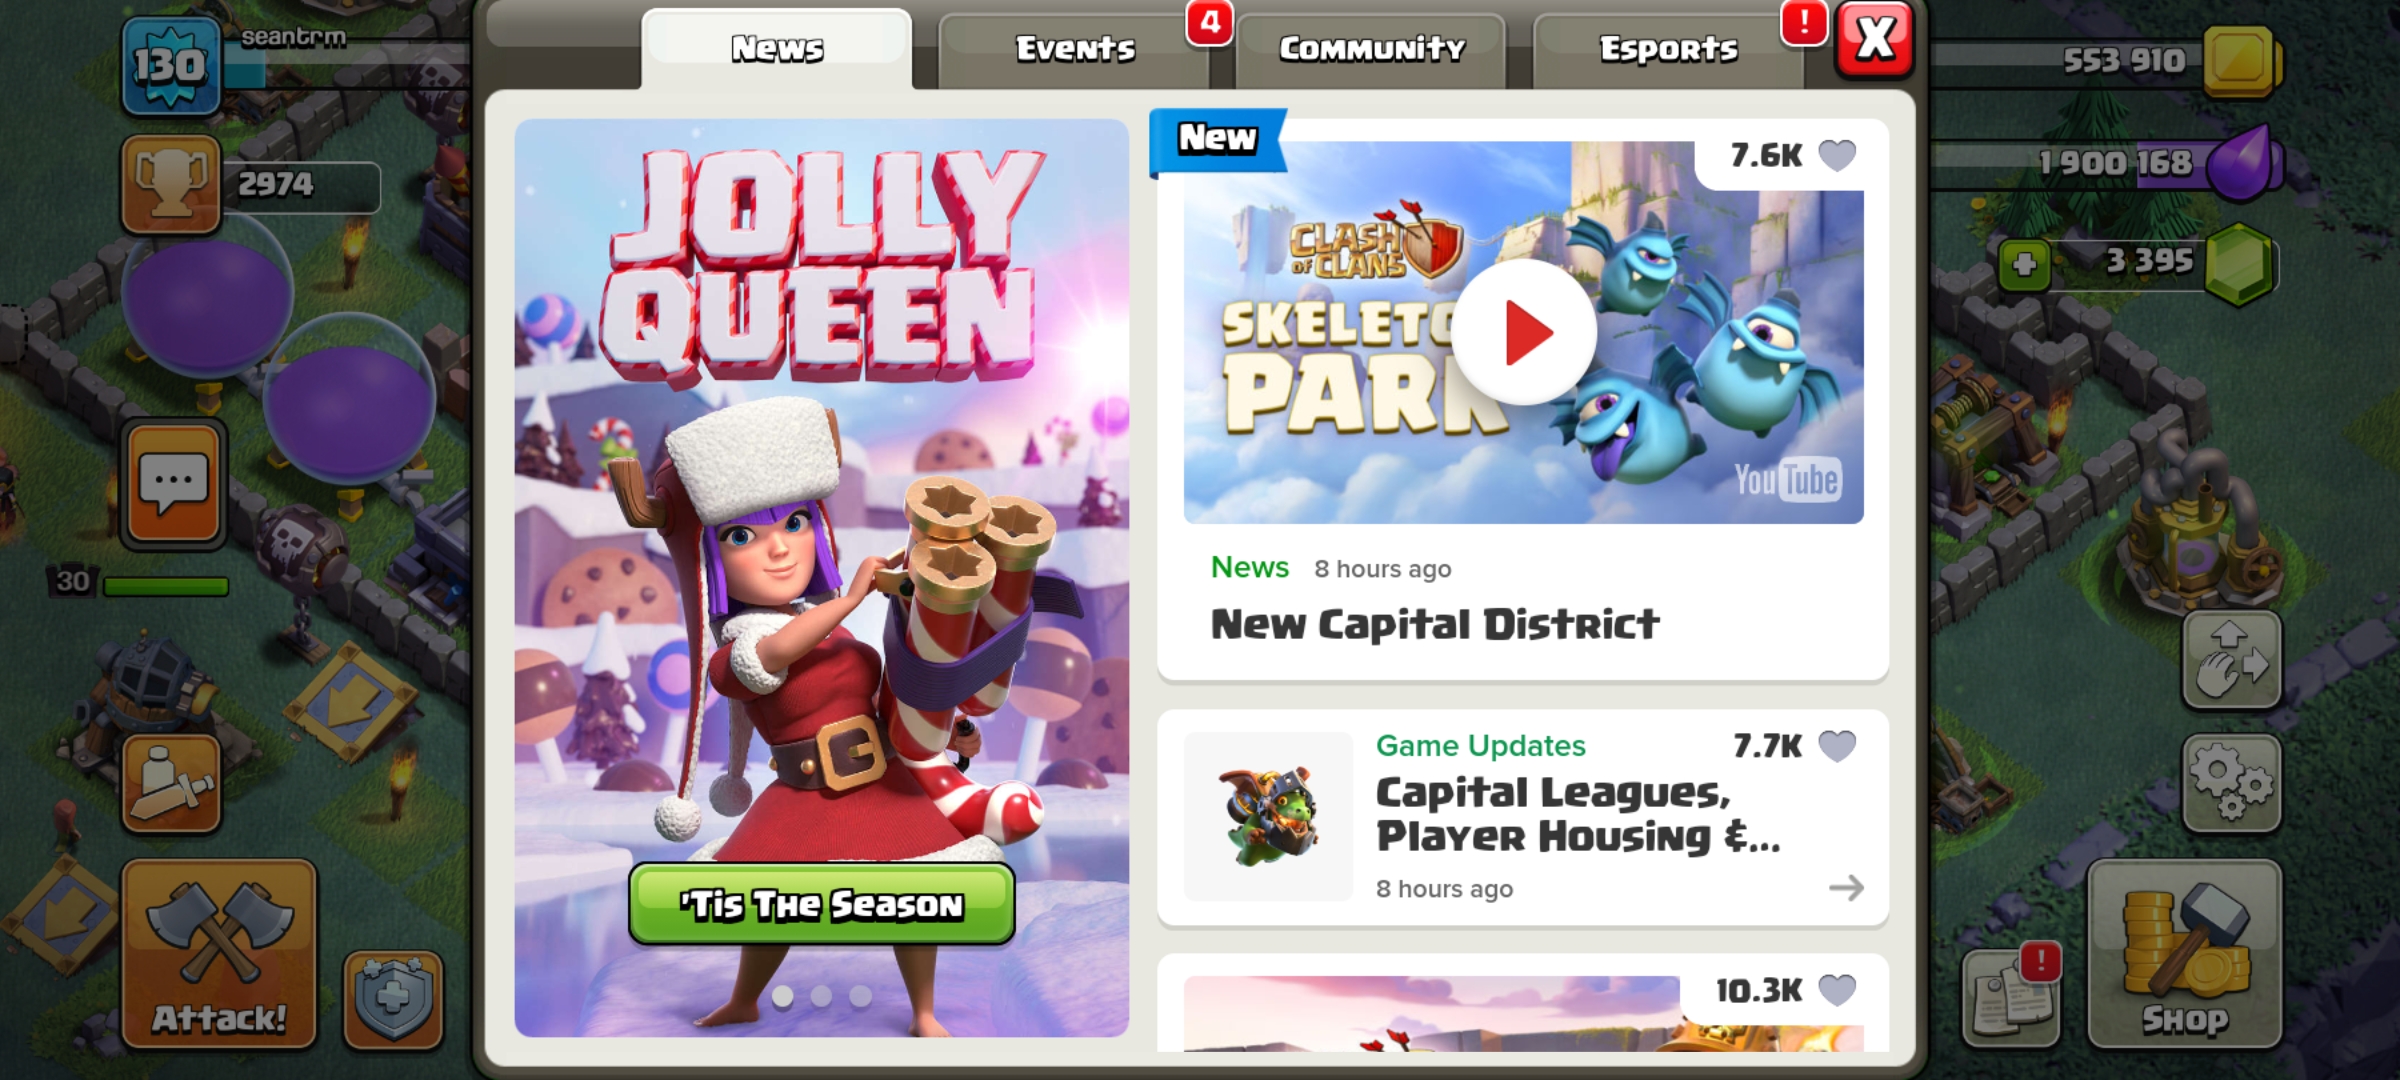 130
seantrm
News
Events
4
Community
Esports
!
X
553 910
2974
1 900 168
3 395
30
Attack!
JOLLY
QUEEN
'Tis The Season
New
7.6K
CLASH
OF CLANS
SKELETO
PARK
YouTube
News 8 hours ago
New Capital District
Game Updates
7.7K
Capital Leagues,
Player Housing &...
8 hours ago
10.3K
!
Shop